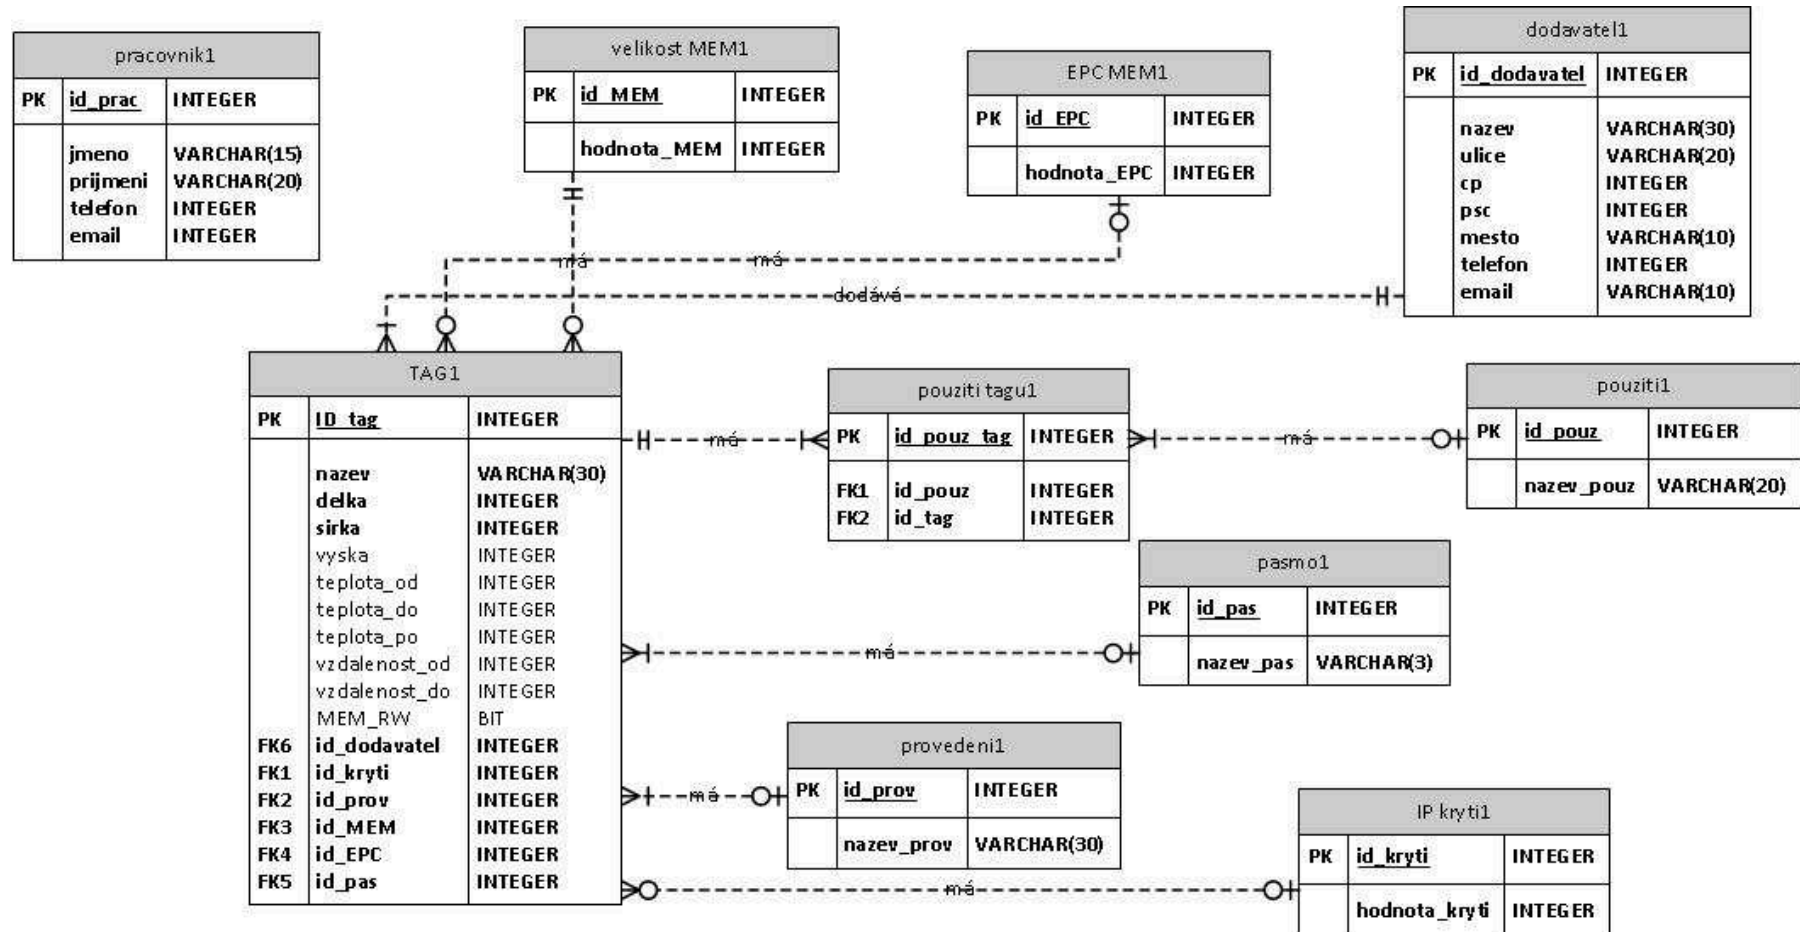 pracovnik1
PK id_prac INTEGER
jmeno VARCHAR(15)
prijmeni VARCHAR(20)
telefon INTEGER
email INTEGER
velikost MEM1
PK id_MEM INTEGER
hodnota_MEM INTEGER
EPC MEM1
PK id_EPC INTEGER
hodnota_EPC INTEGER
dodavatel1
PK id_dodavatel INTEGER
nazev VARCHAR(30)
ulice VARCHAR(20)
cp INTEGER
psc INTEGER
mesto VARCHAR(10)
telefon INTEGER
email VARCHAR(10)
má
má
dodává
TAG1
PK ID_tag INTEGER
nazev VARCHAR(30)
delka INTEGER
sirka INTEGER
vyska INTEGER
teplota_od INTEGER
teplota_do INTEGER
teplota_po INTEGER
vzdalenost_od INTEGER
vzdalenost_do INTEGER
MEM_RW BIT
FK6 id_dodavatel INTEGER
FK1 id_kryti INTEGER
FK2 id_prov INTEGER
FK3 id_MEM INTEGER
FK4 id_EPC INTEGER
FK5 id_pas INTEGER
má
pouziti tagu1
PK id_pouz_tag INTEGER
FK1 id_pouz INTEGER
FK2 id_tag INTEGER
má
pouziti1
PK id_pouz INTEGER
nazev_pouz VARCHAR(20)
má
pasmo1
PK id_pas INTEGER
nazev_pas VARCHAR(3)
má
provedeni1
PK id_prov INTEGER
nazev_prov VARCHAR(30)
má
IP kryti1
PK id_kryti INTEGER
hodnota_kryti INTEGER